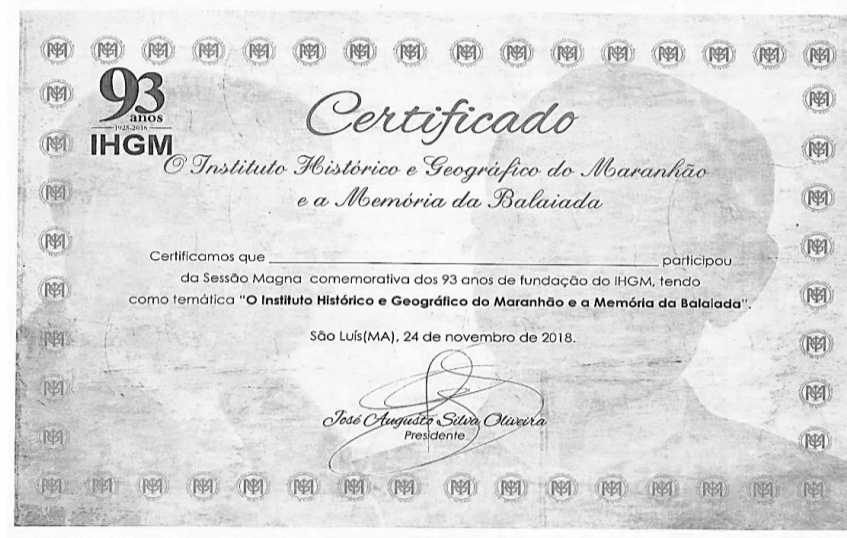 93
anos
1925-2018
IHGM
Certificado
O Instituto Histórico e Geográfico do Maranhão
e a Memória da Balaiada
Certificamos que ______________________ participou
da Sessão Magna comemorativa dos 93 anos de fundação do IHGM, tendo
como temática "O Instituto Histórico e Geográfico do Maranhão e a Memória da Balaiada".
São Luís(MA), 24 de novembro de 2018.
José Augusto Silva Oliveira
Presidente